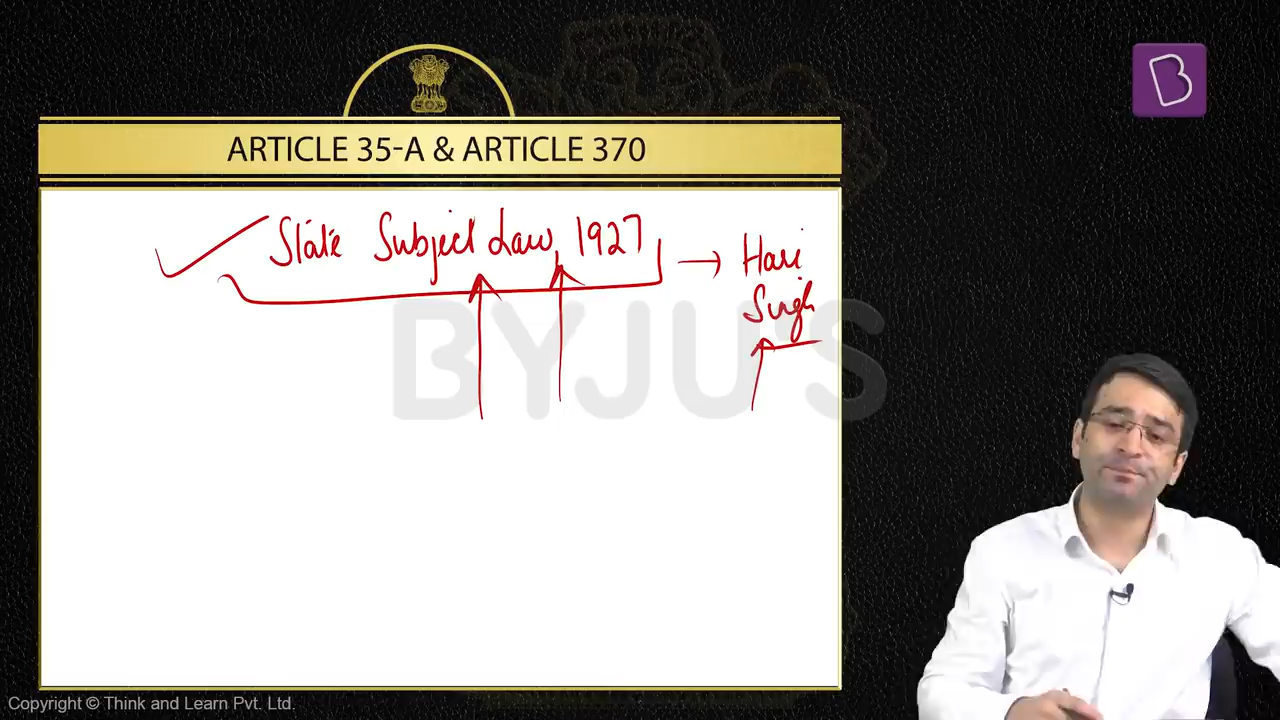 B
ARTICLE 35-A & ARTICLE 370
State Subject Law, 1927 → Hari
Singh
BYJU'S
Copyright © Think and Learn Pvt. Ltd.